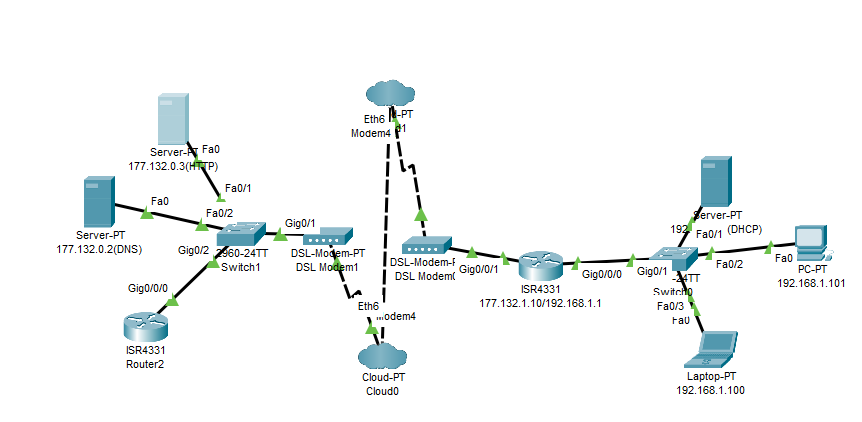 Eth6
Modem4
Fa0
Server-PT
177.132.0.3(HTTP)
Fa0/1
Fa0
Fa0/2
Server-PT
177.132.0.2(DNS)
Gig0/1
Gig0/2
2960-24TT
Switch1
DSL-Modem-PT
DSL Modem1
Gig0/0/0
ISR4331
Router2
Eth6
Cloud-PT
Cloud0
DSL Modem
Gig0/0/1
ISR4331
177.132.1.10/192.168.1.1
Gig0/0/0
Gig0/1
Server-PT
(DHCP)
Fa0/1
Fa0/2
Fa0
PC-PT
192.168.1.101
-24TT
Fa0/3
Fa0
Laptop-PT
192.168.1.100